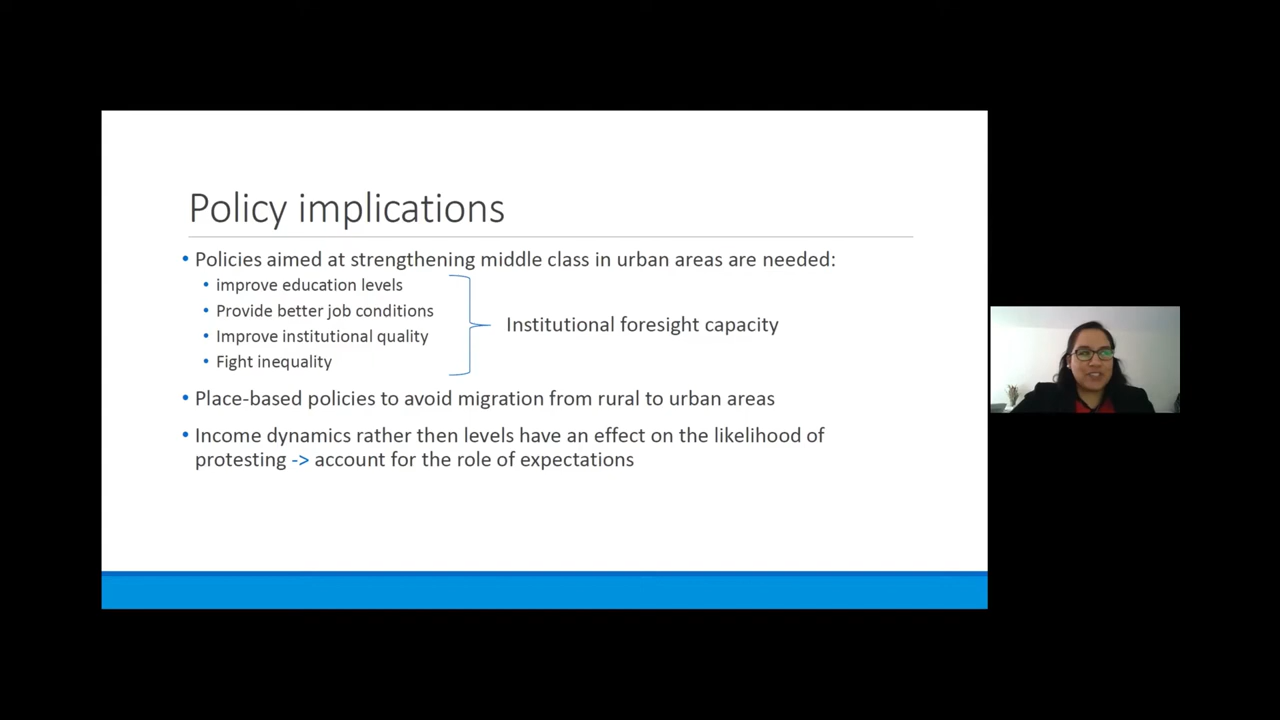 Policy implications
• Policies aimed at strengthening middle class in urban areas are needed:
• improve education levels
• Provide better job conditions
• Improve institutional quality
• Fight inequality
Institutional foresight capacity
• Place-based policies to avoid migration from rural to urban areas
• Income dynamics rather then levels have an effect on the likelihood of
protesting -> account for the role of expectations